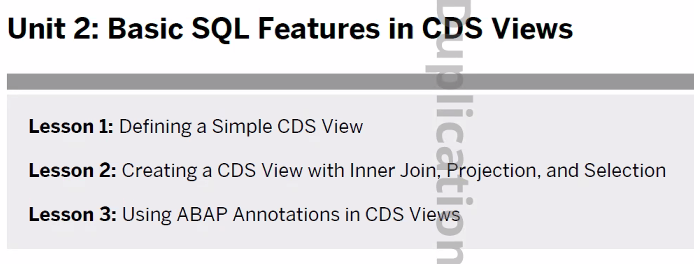 Unit 2: Basic SQL Features in CDS Views
Lesson 1: Defining a Simple CDS View
Lesson 2: Creating a CDS View with Inner Join, Projection, and Selection
Lesson 3: Using ABAP Annotations in CDS Views
Duplication